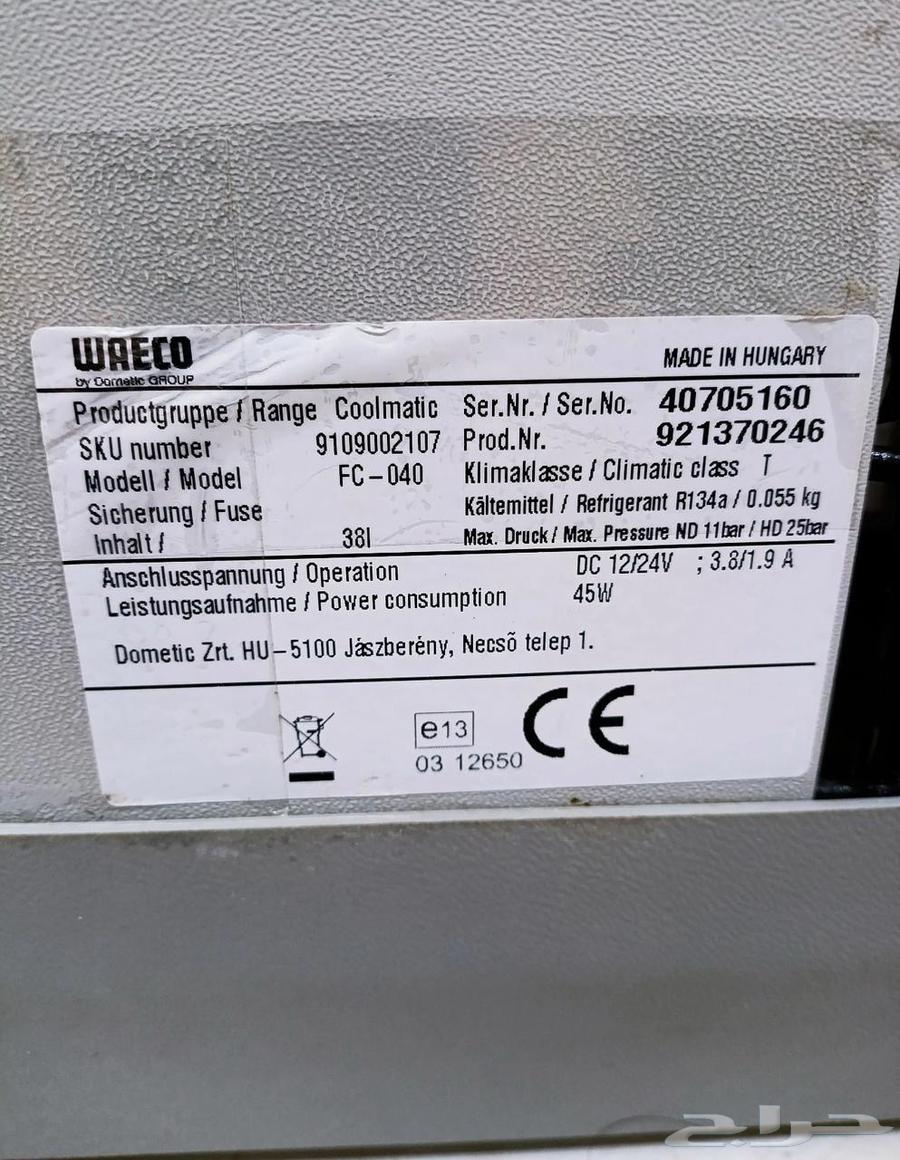 WAECO
by Dometic GROUP
MADE IN HUNGARY
Productgruppe / Range Coolmatic Ser.Nr. / Ser.No. 40705160
SKU number 9109002107 Prod.Nr. 921370246
Modell / Model FC-040 Klimaklasse / Climatic class T
Sicherung / Fuse Kältemittel / Refrigerant R134a / 0.055 kg
Inhalt / 38l Max. Druck / Max. Pressure ND 11bar / HD 25bar
Anschlusspannung / Operation DC 12/24V ; 3.8/1.9 A
Leistungsaufnahme / Power consumption 45W
Dometic Zrt. HU-5100 Jászberény, Necső telep 1.
e13 CE
03 12650
حراج